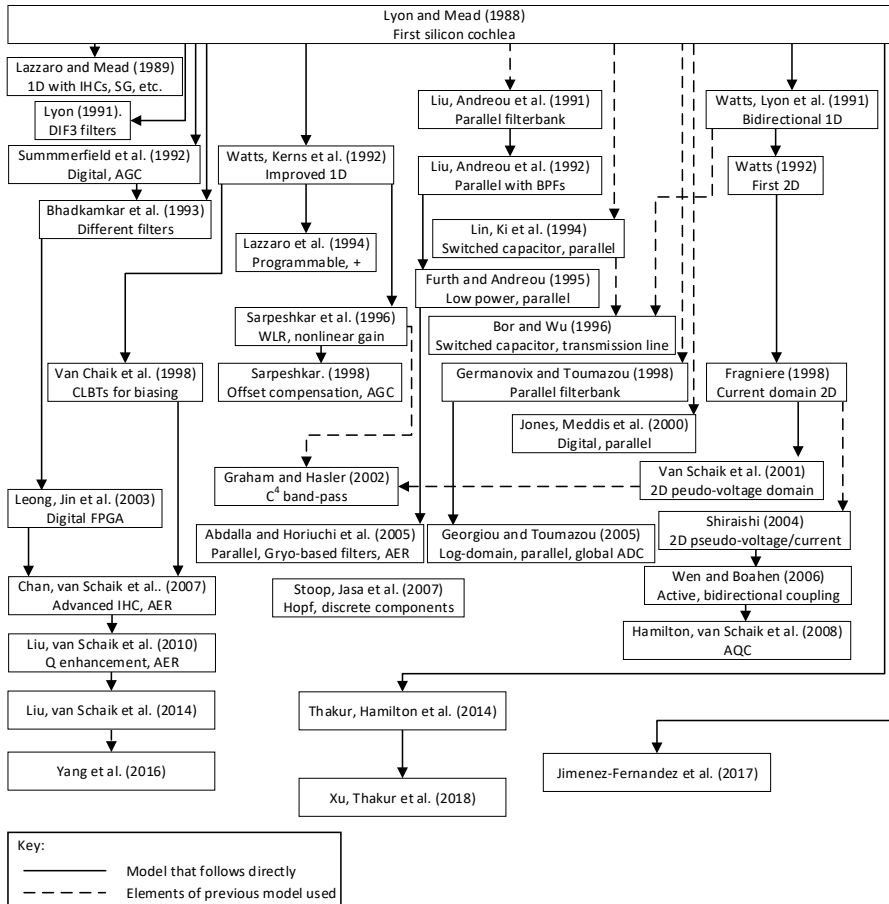 Lyon and Mead (1988)
First silicon cochlea
Lazzaro and Mead (1989)
1D with IHCs, SG, etc.
Lyon (1991).
DIF3 filters
Liu, Andreou et al. (1991)
Parallel filterbank
Watts, Lyon et al. (1991)
Bidirectional 1D
Summmerfield et al. (1992)
Digital, AGC
Watts, Kerns et al. (1992)
Improved 1D
Liu, Andreou et al. (1992)
Parallel with BPFs
Watts (1992)
First 2D
Bhadkamkar et al. (1993)
Different filters
Lazzaro et al. (1994)
Programmable, +
Lin, Ki et al. (1994)
Switched capacitor, parallel
Furth and Andreou (1995)
Low power, parallel
Sarpeshkar et al. (1996)
WLR, nonlinear gain
Bor and Wu (1996)
Switched capacitor, transmission line
Van Chaik et al. (1998)
CLBTs for biasing
Sarpeshkar. (1998)
Offset compensation, AGC
Germanovix and Toumazou (1998)
Parallel filterbank
Fragniere (1998)
Current domain 2D
Jones, Meddis et al. (2000)
Digital, parallel
Graham and Hasler (2002)
C⁴ band-pass
Van Schaik et al. (2001)
2D peudo-voltage domain
Leong, Jin et al. (2003)
Digital FPGA
Abdalla and Horiuchi et al. (2005)
Parallel, Gryo-based filters, AER
Georgiou and Toumazou (2005)
Log-domain, parallel, global ADC
Shiraishi (2004)
2D pseudo-voltage/current
Chan, van Schaik et al.. (2007)
Advanced IHC, AER
Stoop, Jasa et al. (2007)
Hopf, discrete components
Wen and Boahen (2006)
Active, bidirectional coupling
Liu, van Schaik et al. (2010)
Q enhancement, AER
Hamilton, van Schaik et al. (2008)
AQC
Liu, van Schaik et al. (2014)
Thakur, Hamilton et al. (2014)
Yang et al. (2016)
Jimenez-Fernandez et al. (2017)
Xu, Thakur et al. (2018)
Key:
Model that follows directly
Elements of previous model used